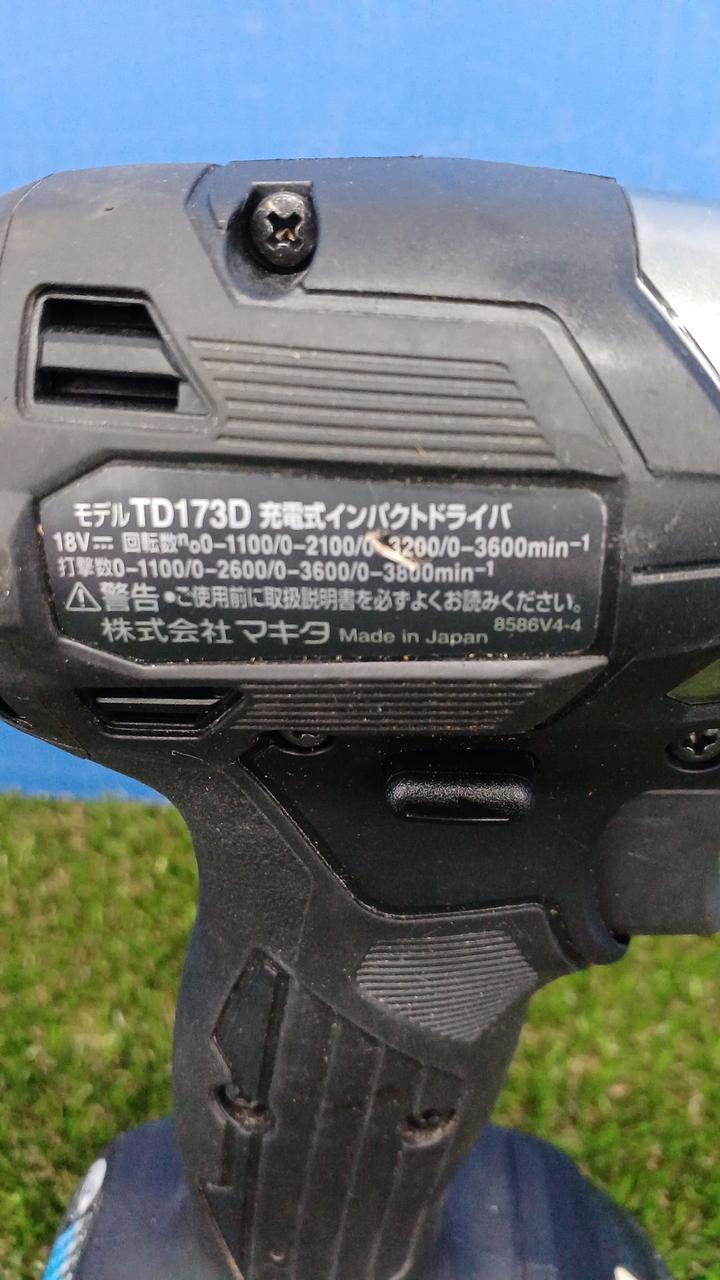 モデルTD173D 充電式インパクトドライバ
18V⎓ 回転数n₀0-1100/0-2100/0-3200/0-3600min⁻¹
打撃数0-1100/0-2600/0-3600/0-3800min⁻¹
⚠警告 •ご使用前に取扱説明書を必ずよくお読みください。
株式会社マキタ Made in Japan 8586V4-4